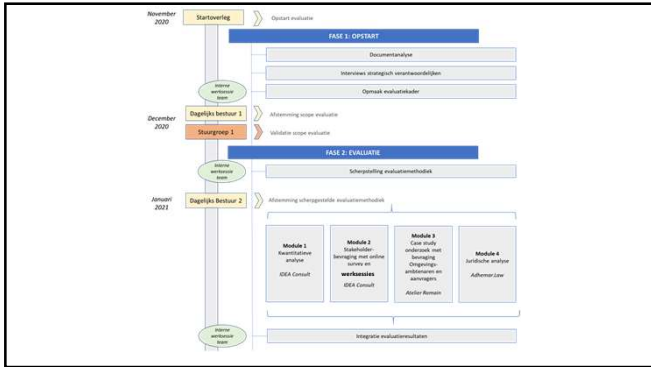 November
2020
Startoverleg
Opstart evaluatie
FASE 1: OPSTART
Documentanalyse
Interviews strategisch verantwoordelijken
Interne
werksessie
team
Opmaak evaluatiekader
December
2020
Dagelijks bestuur 1
Afstemming scope evaluatie
Stuurgroep 1
Validatie scope evaluatie
FASE 2: EVALUATIE
Interne
werksessie
team
Scherpstelling evaluatiemethodiek
Januari
2021
Dagelijks Bestuur 2
Afstemming scherpgestelde evaluatiemethodiek
Module 1
Kwantitatieve
analyse
IDEA Consult
Module 2
Stakeholder-
bevraging met online
survey en
werksessies
IDEA Consult
Module 3
Case study
onderzoek met
bevraging
Omgevings-
ambtenaren en
aanvragers
Atelier Romain
Module 4
Juridische analyse
Adhemar.Law
Interne
werksessie
team
Integratie evaluatieresultaten